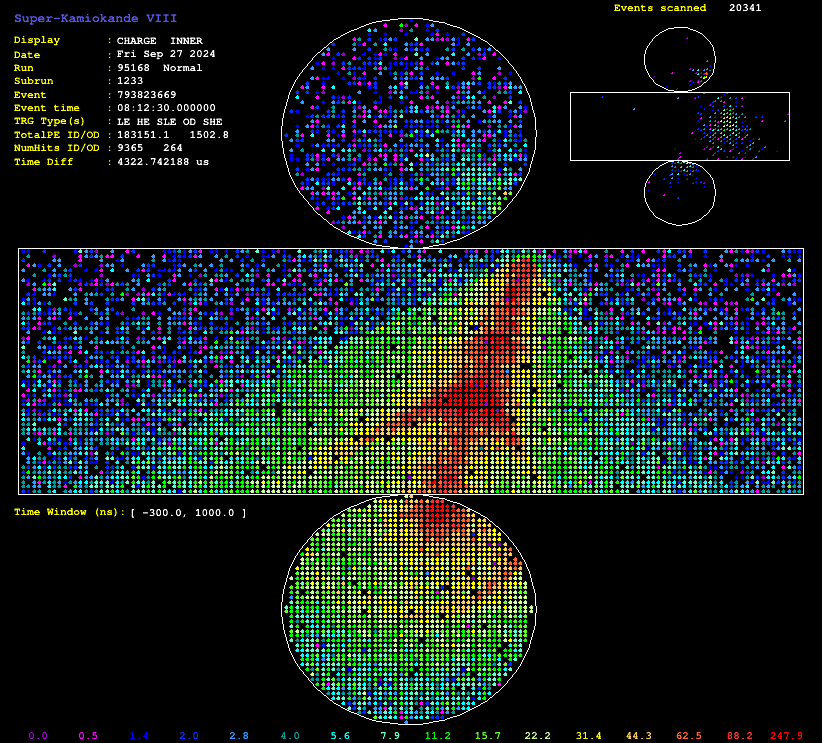 Super-Kamiokande VIII
Events scanned 20341
Display : CHARGE INNER
Date : Fri Sep 27 2024
Run : 95168 Normal
Subrun : 1233
Event : 793823669
Event time : 08:12:30.000000
TRG Type(s) : LE HE SLE OD SHE
TotalPE ID/OD : 183151.1 1502.8
NumHits ID/OD : 9365 264
Time Diff : 4322.742188 us
Time Window (ns): [ -300.0, 1000.0 ]
0.0 0.5 1.4 2.0 2.8 4.0 5.6 7.9 11.2 15.7 22.2 31.4 44.3 62.5 88.2 247.9